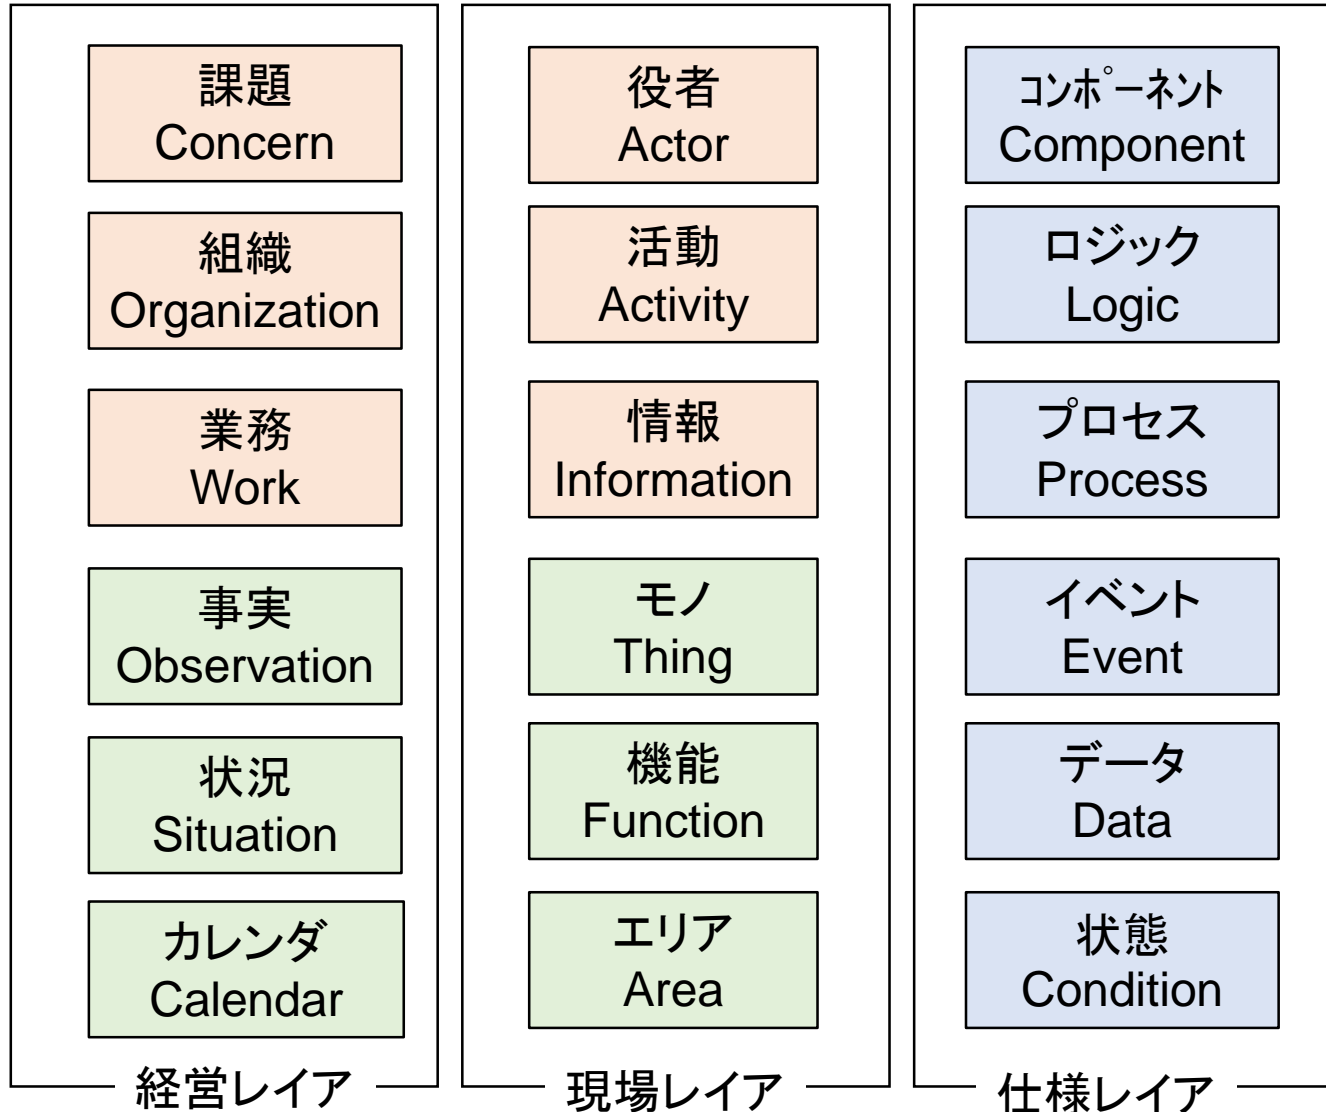 課題
Concern
組織
Organization
業務
Work
事実
Observation
状況
Situation
カレンダ
Calendar
経営レイア
役者
Actor
活動
Activity
情報
Information
モノ
Thing
機能
Function
エリア
Area
現場レイア
コンポーネント
Component
ロジック
Logic
プロセス
Process
イベント
Event
データ
Data
状態
Condition
仕様レイア